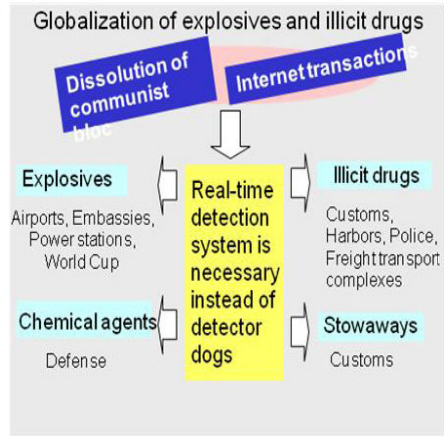 Globalization of explosives and illicit drugs
Dissolution of
communist
bloc
Internet transactions
Explosives
Airports, Embassies,
Power stations,
World Cup
Real-time
detection
system is
necessary
instead of
detector
dogs
Illicit drugs
Customs,
Harbors, Police,
Freight transport
complexes
Chemical agents
Defense
Stowaways
Customs